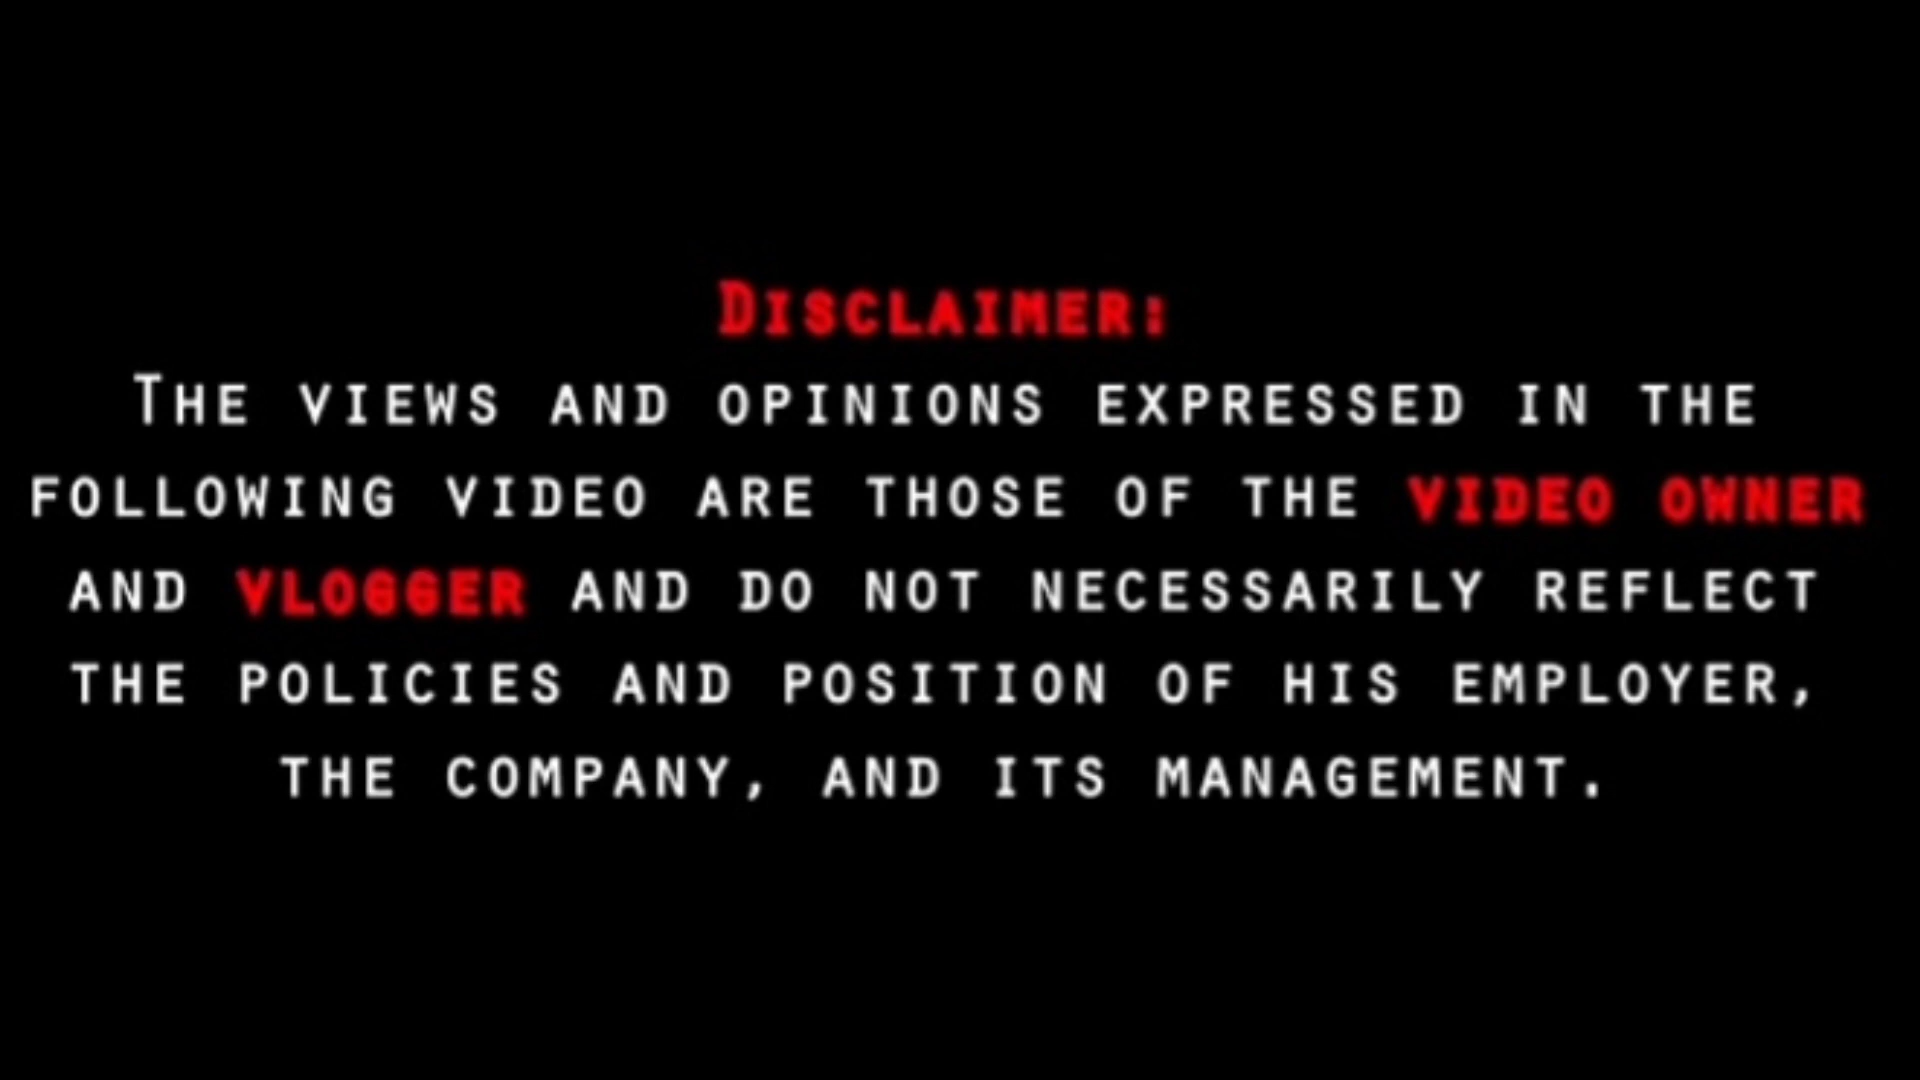 Disclaimer:
The views and opinions expressed in the
following video are those of the video owner
and vlogger and do not necessarily reflect
the policies and position of his employer,
the company, and its management.